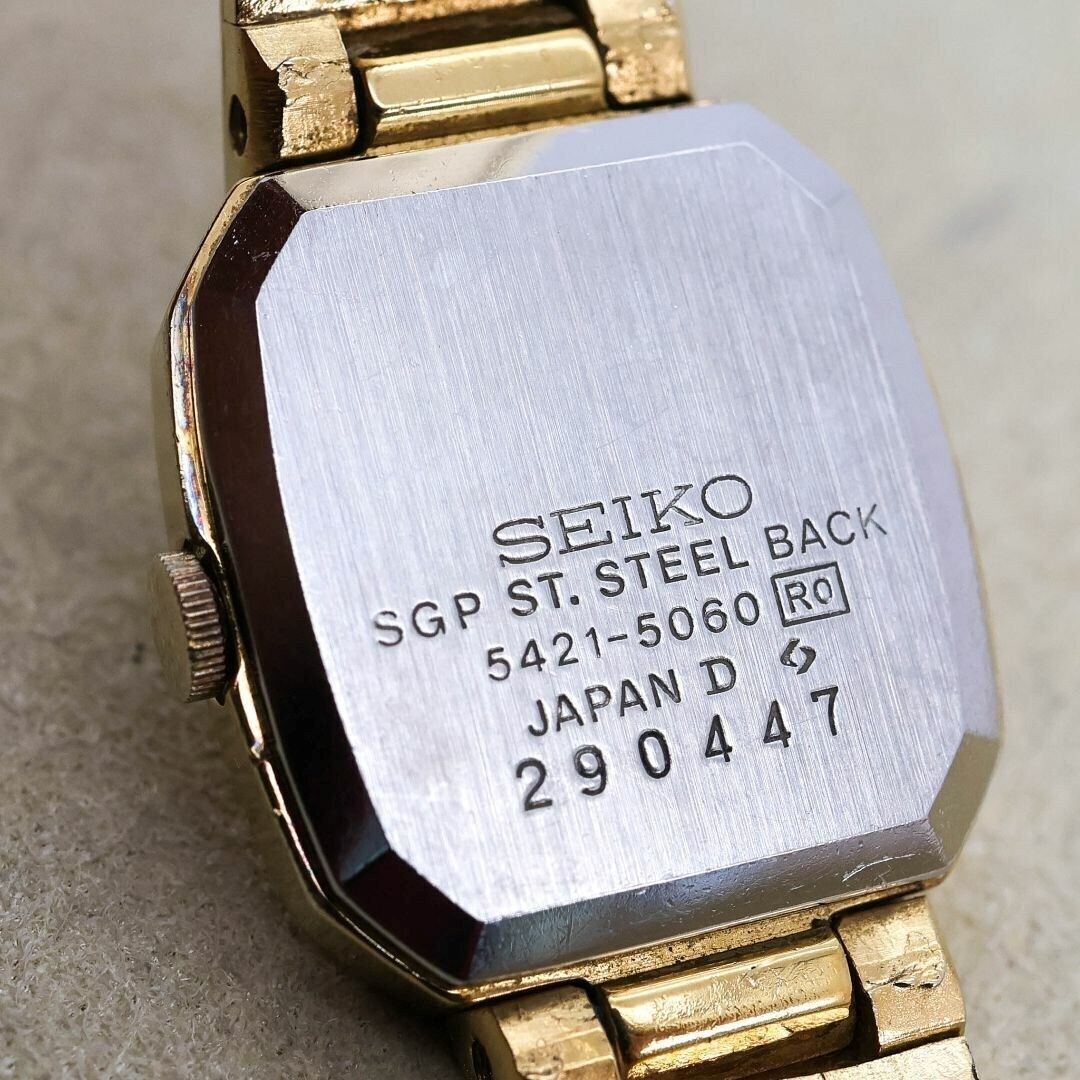 SEIKO
SGP ST. STEEL BACK
5421-5060 R0
JAPAN D
290447